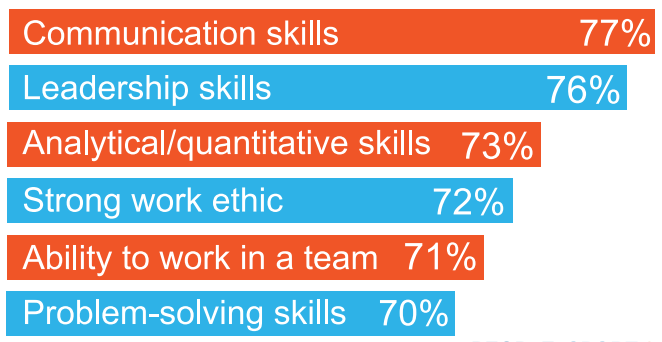 Communication skills 77%
Leadership skills 76%
Analytical/quantitative skills 73%
Strong work ethic 72%
Ability to work in a team 71%
Problem-solving skills 70%